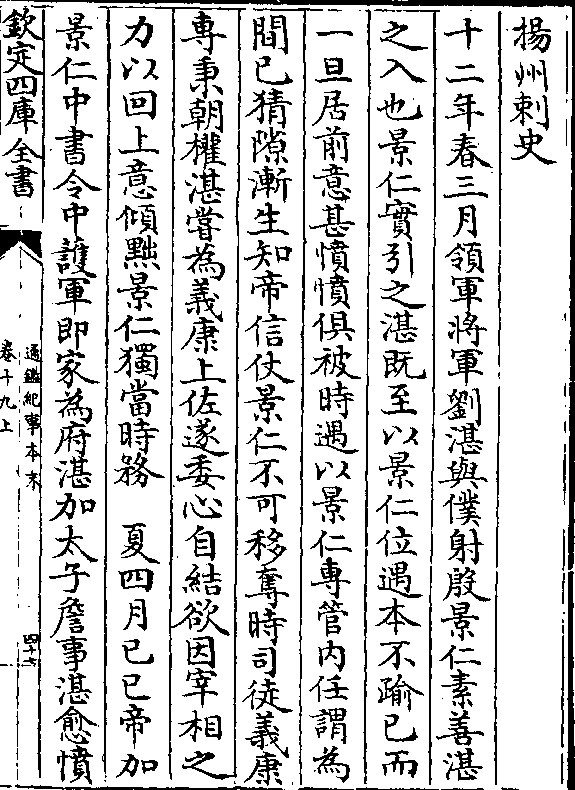 揚州刺史
十二年春三月領軍將軍劉湛與僕射殷景仁素善湛
之入也景仁實引之湛既至以景仁位遇本不踰已而
一旦居前意甚憤憤俱被時遇以景仁專管内任謂為
間已猜隙漸生知帝信仗景仁不可移奪時司徒義康
專秉朝權湛嘗為義康上佐遂委心自結欲因宰相之
力以回上意傾黜景仁獨當時務　夏四月已巳帝加
景仁中書令中護軍即家為府湛加太子詹事湛愈憤
欽定四庫全書
通鑑紀事本末
卷十九上
四十六